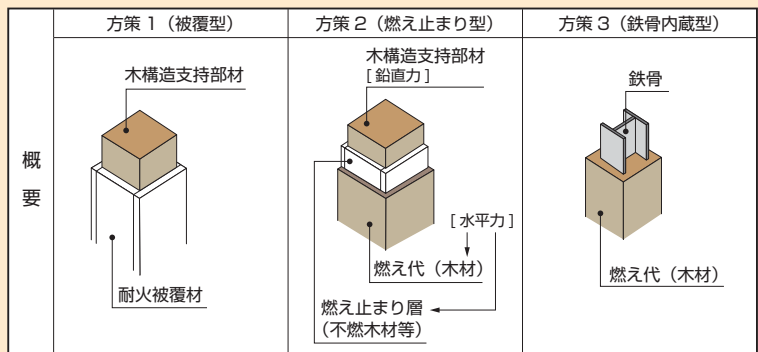 方策1（被覆型）
方策2（燃え止まり型）
方策3（鉄骨内蔵型）
概要
木構造支持部材
耐火被覆材
木構造支持部材
[ 鉛直力 ]
[ 水平力 ]
燃え代（木材）
燃え止まり層
（不燃木材等）
鉄骨
燃え代（木材）